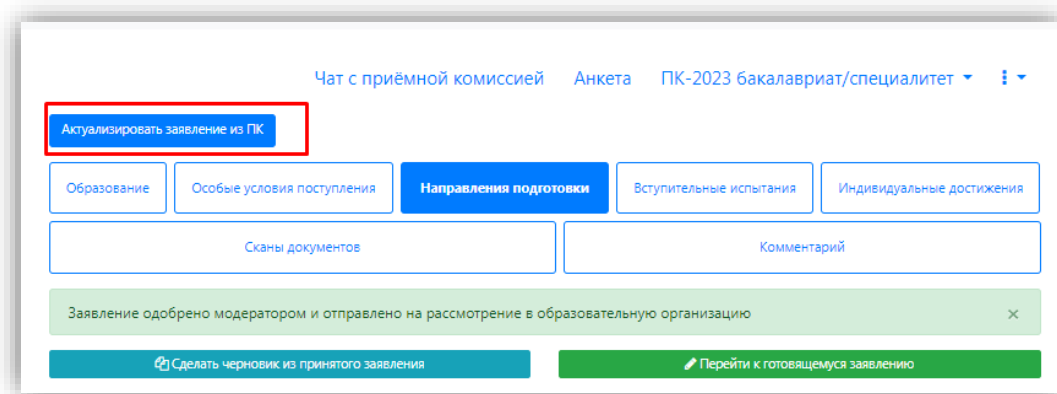 Чат с приёмной комиссией Анкета ПК-2023 бакалавриат/специалитет
Актуализировать заявление из ПК
Образование Особые условия поступления Направления подготовки Вступительные испытания Индивидуальные достижения
Сканы документов Комментарий
Заявление одобрено модератором и отправлено на рассмотрение в образовательную организацию ×
Сделать черновик из принятого заявления Перейти к готовящемуся заявлению